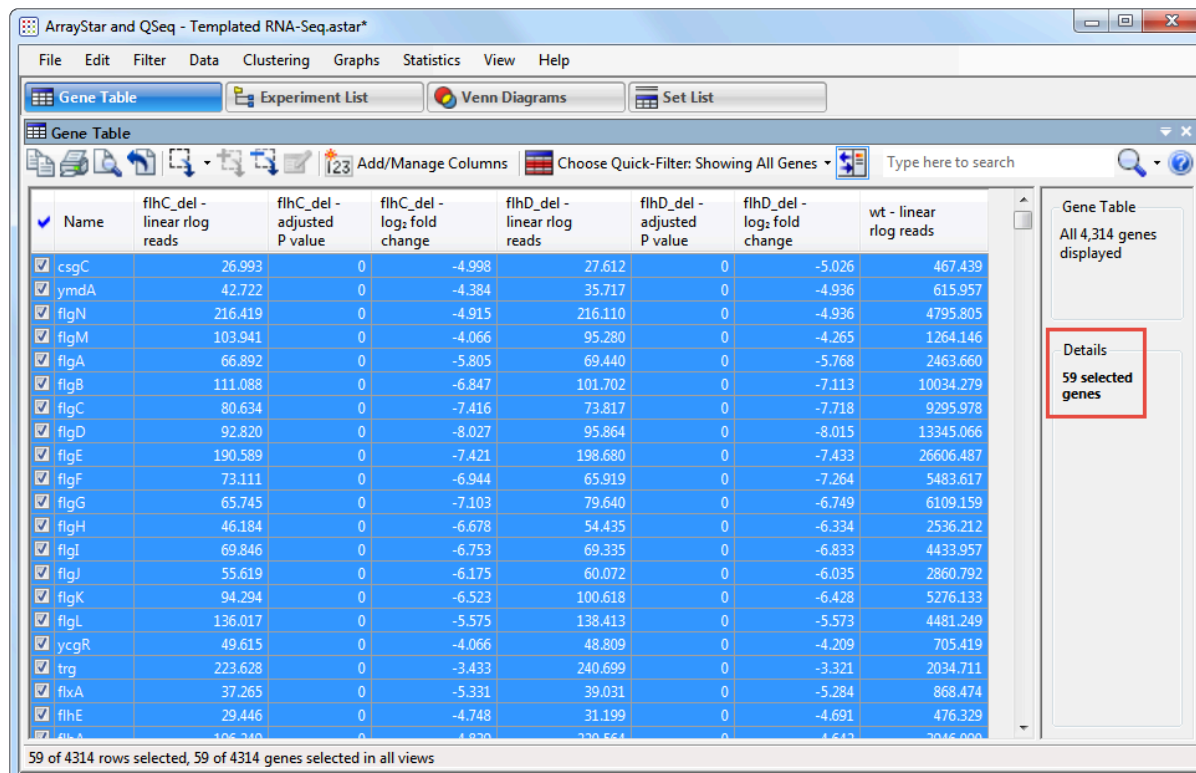 ArrayStar and QSeq - Templated RNA-Seq.astar*
File Edit Filter Data Clustering Graphs Statistics View Help
Gene Table Experiment List Venn Diagrams Set List
Gene Table
123 Add/Manage Columns Choose Quick-Filter: Showing All Genes Type here to search
Name flhC_del - linear rlog reads flhC_del - adjusted P value flhC_del - log₂ fold change flhD_del - linear rlog reads flhD_del - adjusted P value flhD_del - log₂ fold change wt - linear rlog reads
csgC 26.993 0 -4.998 27.612 0 -5.026 467.439
ymdA 42.722 0 -4.384 35.717 0 -4.936 615.957
flgN 216.419 0 -4.915 216.110 0 -4.936 4795.805
flgM 103.941 0 -4.066 95.280 0 -4.265 1264.146
flgA 66.892 0 -5.805 69.440 0 -5.768 2463.660
flgB 111.088 0 -6.847 101.702 0 -7.113 10034.279
flgC 80.634 0 -7.416 73.817 0 -7.718 9295.978
flgD 92.820 0 -8.027 95.864 0 -8.015 13345.066
flgE 190.589 0 -7.421 198.680 0 -7.433 26606.487
flgF 73.111 0 -6.944 65.919 0 -7.264 5483.617
flgG 65.745 0 -7.103 79.640 0 -6.749 6109.159
flgH 46.184 0 -6.678 54.435 0 -6.334 2536.212
flgI 69.846 0 -6.753 69.335 0 -6.833 4433.957
flgJ 55.619 0 -6.175 60.072 0 -6.035 2860.792
flgK 94.294 0 -6.523 100.618 0 -6.428 5276.133
flgL 136.017 0 -5.575 138.413 0 -5.573 4481.249
ycgR 49.615 0 -4.066 48.809 0 -4.209 705.419
trg 223.628 0 -3.433 240.699 0 -3.321 2034.711
flxA 37.265 0 -5.331 39.031 0 -5.284 868.474
flhE 29.446 0 -4.748 31.199 0 -4.691 476.329
Gene Table
All 4,314 genes
displayed
Details
59 selected
genes
59 of 4314 rows selected, 59 of 4314 genes selected in all views